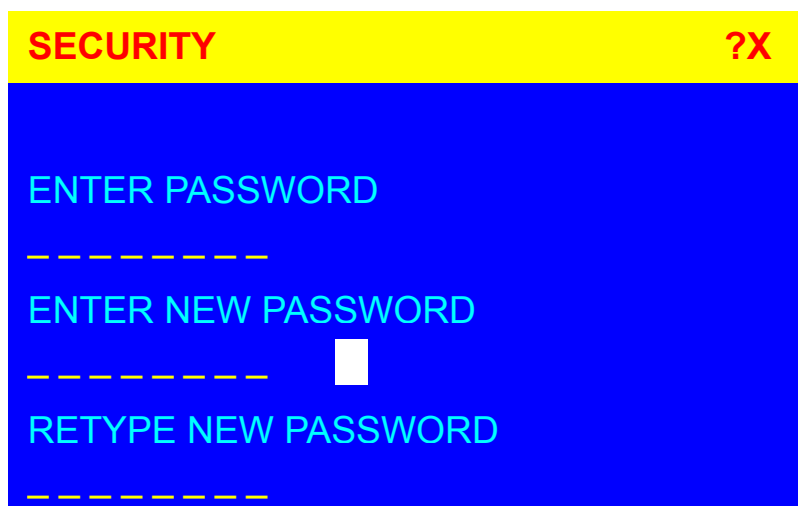 SECURITY ?X
ENTER PASSWORD
_ _ _ _ _ _ _ _
ENTER NEW PASSWORD
_ _ _ _ _ _ _ _
RETYPE NEW PASSWORD
_ _ _ _ _ _ _ _